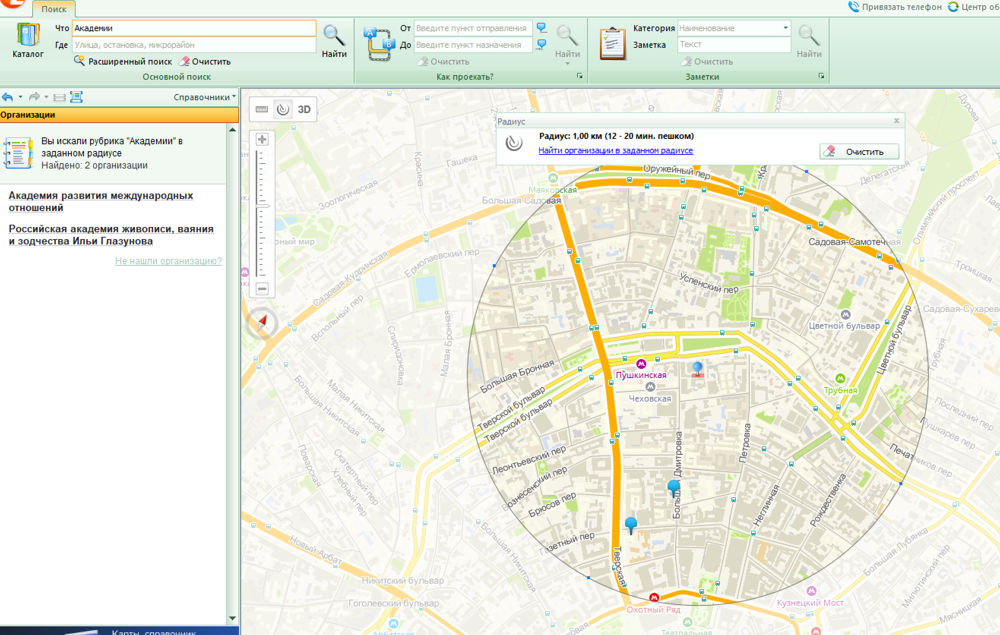 Поиск
Привязать телефон
Центр об
Что
Академии
Где
Улица, остановка, микрорайон
Каталог
Найти
Расширенный поиск
Очистить
Основной поиск
От
Введите пункт отправления
До
Введите пункт назначения
Найти
Очистить
Как проехать?
Категория
Наименование
Заметка
Текст
Найти
Очистить
Заметки
Справочники
Организации
Вы искали рубрика "Академии" в
заданном радиусе
Найдено: 2 организации
Академия развития международных
отношений
Российская академия живописи, ваяния
и зодчества Ильи Глазунова
Не нашли организацию?
Карты, справочник
3D
Радиус
Радиус: 1,00 км (12 - 20 мин. пешком)
Найти организации в заданном радиусе
Очистить
Дурова
Красина
Гашека
Оружейный пер
Делегатская
Олимпийский проспект
Маяковская
Большая Садовая
Зоологическая
Садовая-Самотечная
Троицкая
Ермолаевский пер
Садовая-Кудринская
Успенский пер
Вспольный пер
Малая Бронная
Спиридоновка
Садовая-Сухарев
Цветной бульвар
Цветной бульвар
Трубная
Большая Бронная
Пушкинская
Чеховская
Трубная
Малая Никитская
Большая Никитская
Тверской бульвар
Тверской бульвар
Последний пер
Пушкарёв пер
Печатников пер
Леонтьевский пер
Вознесенский пер
Брюсов пер
Газетный пер
Большая Дмитровка
Петровка
Неглинная
Рождественка
Поварская
Скатертный пер
Хлебный пер
Большая Никитская
Новый Арбат
Тверская
Большая Лубянка
Милютинский пер
Мясницкая
Никитский бульвар
Гоголевский бульвар
Охотный Ряд
Кузнецкий Мост
Арбатская
Театральная